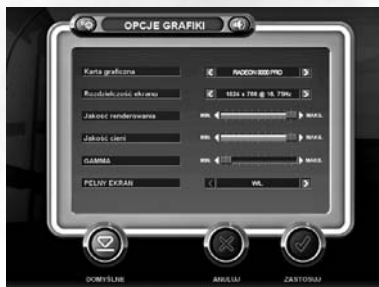 OPCJE GRAFIKI
Karta graficzna RADEON 9800 PRO
Rozdzielczość ekranu 1024 x 768 @ 16, 75Hz
Jakość renderowania MIN. MAKS.
Jakość cieni MIN. MAKS.
GAMMA MIN. MAKS.
PEŁNY EKRAN WŁ.
DOMYŚLNE ANULUJ ZASTOSUJ